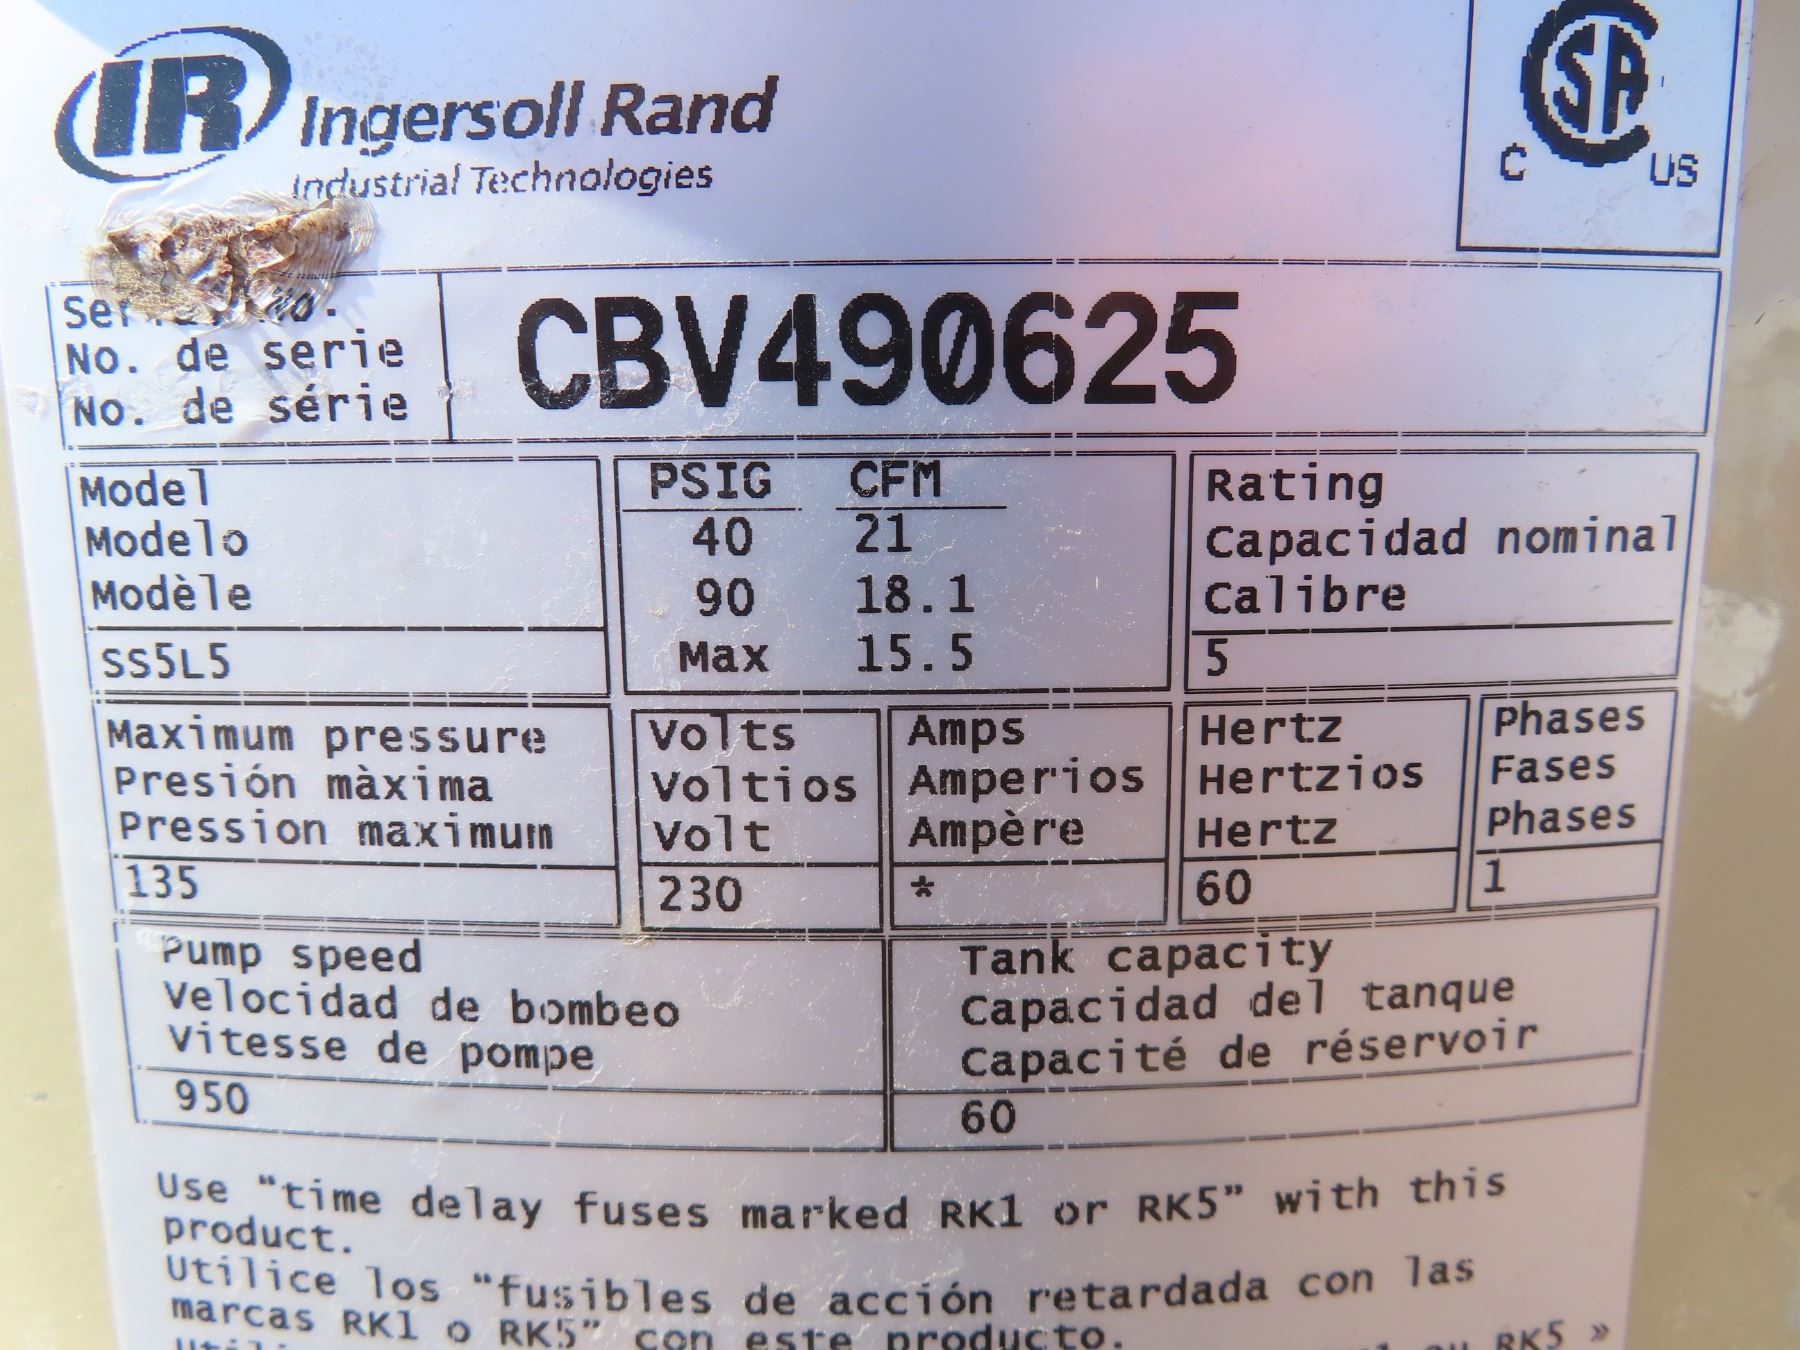 IR Ingersoll Rand
Industrial Technologies
SA
C US
No.
No. de serie
No. de série
CBV490625
Model
Modelo
Modèle
SS5L5
PSIG CFM
40 21
90 18.1
Max 15.5
Rating
Capacidad nominal
Calibre
5
Maximum pressure
Presión màxima
Pression maximum
135
Volts
Voltios
Volt
230
Amps
Amperios
Ampère
*
Hertz
Hertzios
Hertz
60
Phases
Fases
Phases
1
Pump speed
Velocidad de bombeo
Vitesse de pompe
950
Tank capacity
Capacidad del tanque
Capacité de réservoir
60
Use "time delay fuses marked RK1 or RK5" with this
product.
Utilice los "fusibles de acción retardada con las
marcas RK1 o RK5" con este producto.
ou RK5 »